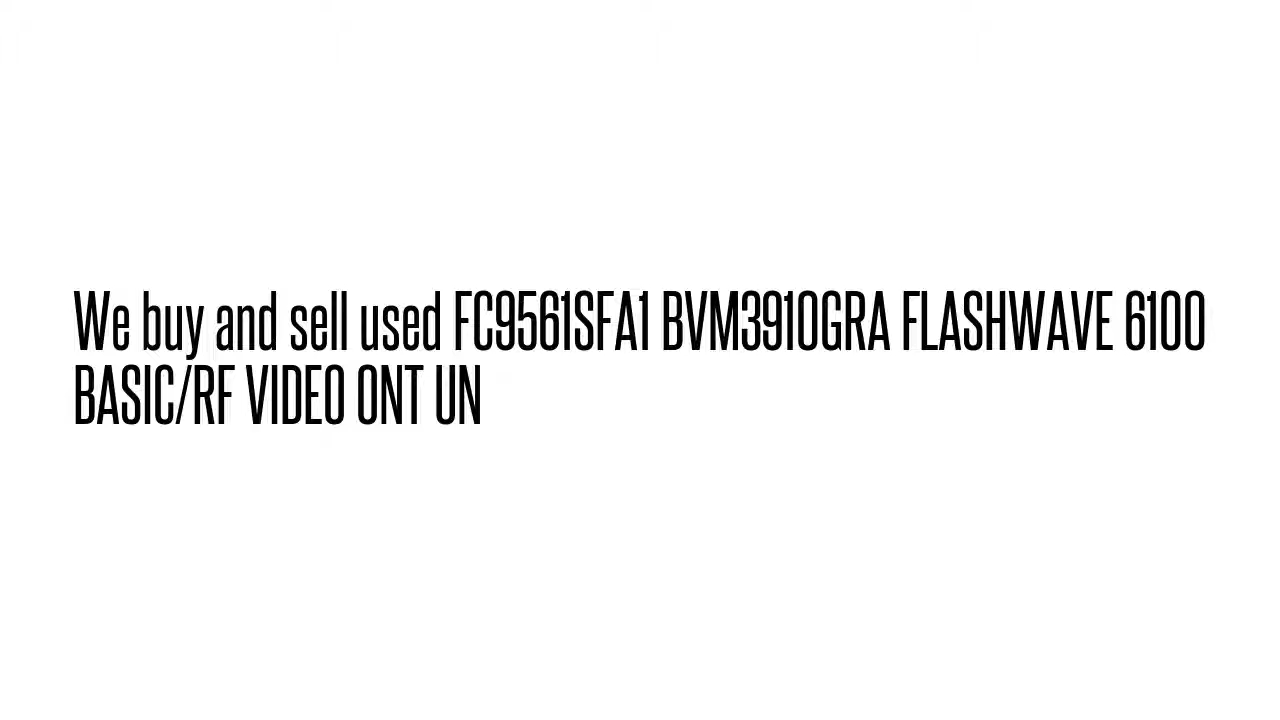 We buy and sell used FC9561SFA1 BVM3910GRA FLASHWAVE 6100
BASIC/RF VIDEO ONT UN